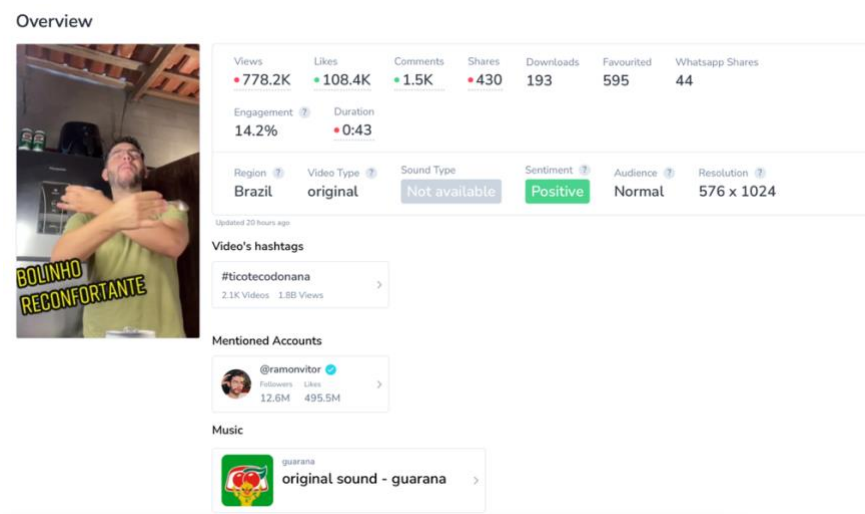 Overview
Views Likes Comments Shares Downloads Favourited Whatsapp Shares
778.2K 108.4K 1.5K 430 193 595 44
Engagement ? Duration
14.2% 0:43
Region ? Video Type ? Sound Type Sentiment ? Audience ? Resolution ?
Brazil original Not available Positive Normal 576 x 1024
BOLINHO
RECONFORTANTE
Updated 20 hours ago
Video's hashtags
#ticotecodonana
2.1K Videos 1.8B Views
Mentioned Accounts
@ramonvitor
Followers Likes
12.6M 495.5M
Music
guarana
original sound - guarana